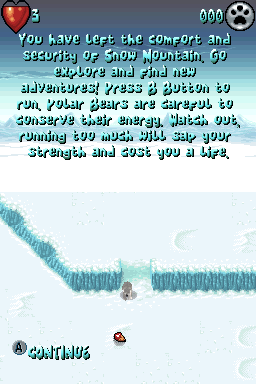 3 000
You have left the comfort and
security of Snow Mountain. Go
explore and find new
adventures! Press B Button to
run. Polar Bears are careful to
conserve their energy. Watch out,
running too much will sap your
strength and cost you a life.
A CONTINUE